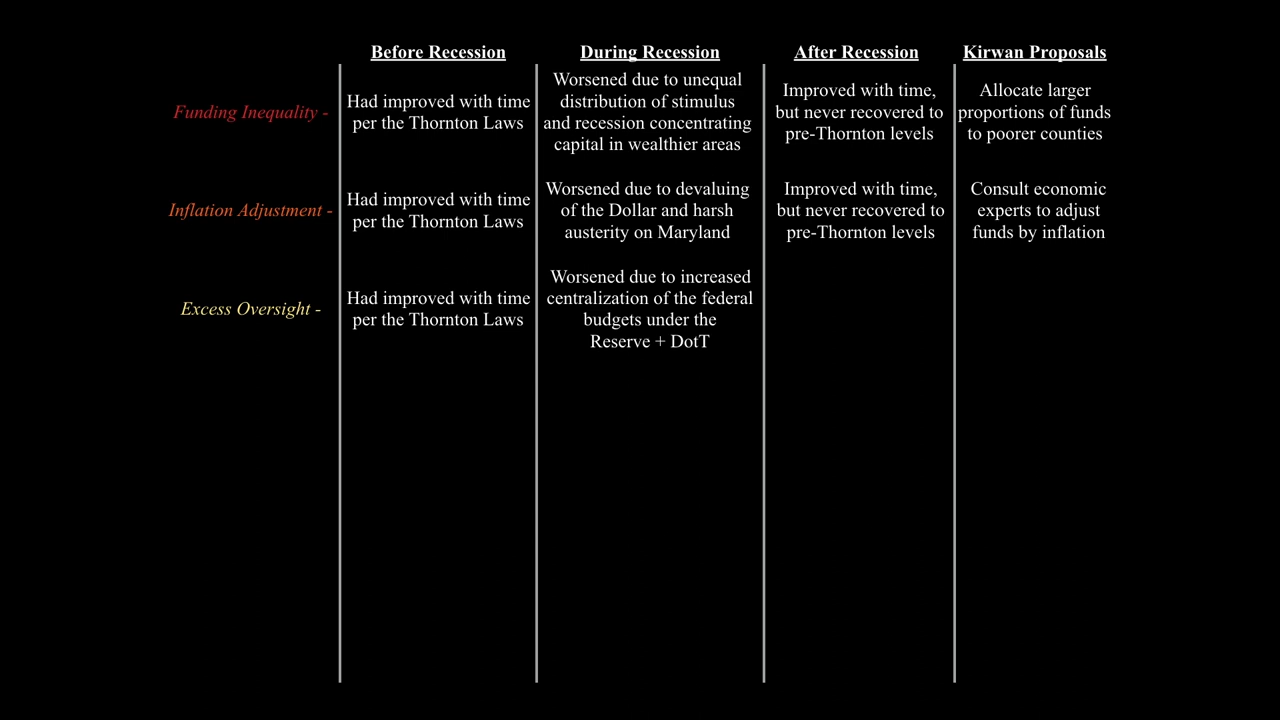 Before Recession
During Recession
After Recession
Kirwan Proposals
Funding Inequality -
Had improved with time
per the Thornton Laws
Worsened due to unequal
distribution of stimulus
and recession concentrating
capital in wealthier areas
Improved with time,
but never recovered to
pre-Thornton levels
Allocate larger
proportions of funds
to poorer counties
Inflation Adjustment -
Had improved with time
per the Thornton Laws
Worsened due to devaluing
of the Dollar and harsh
austerity on Maryland
Improved with time,
but never recovered to
pre-Thornton levels
Consult economic
experts to adjust
funds by inflation
Excess Oversight -
Had improved with time
per the Thornton Laws
Worsened due to increased
centralization of the federal
budgets under the
Reserve + DotT